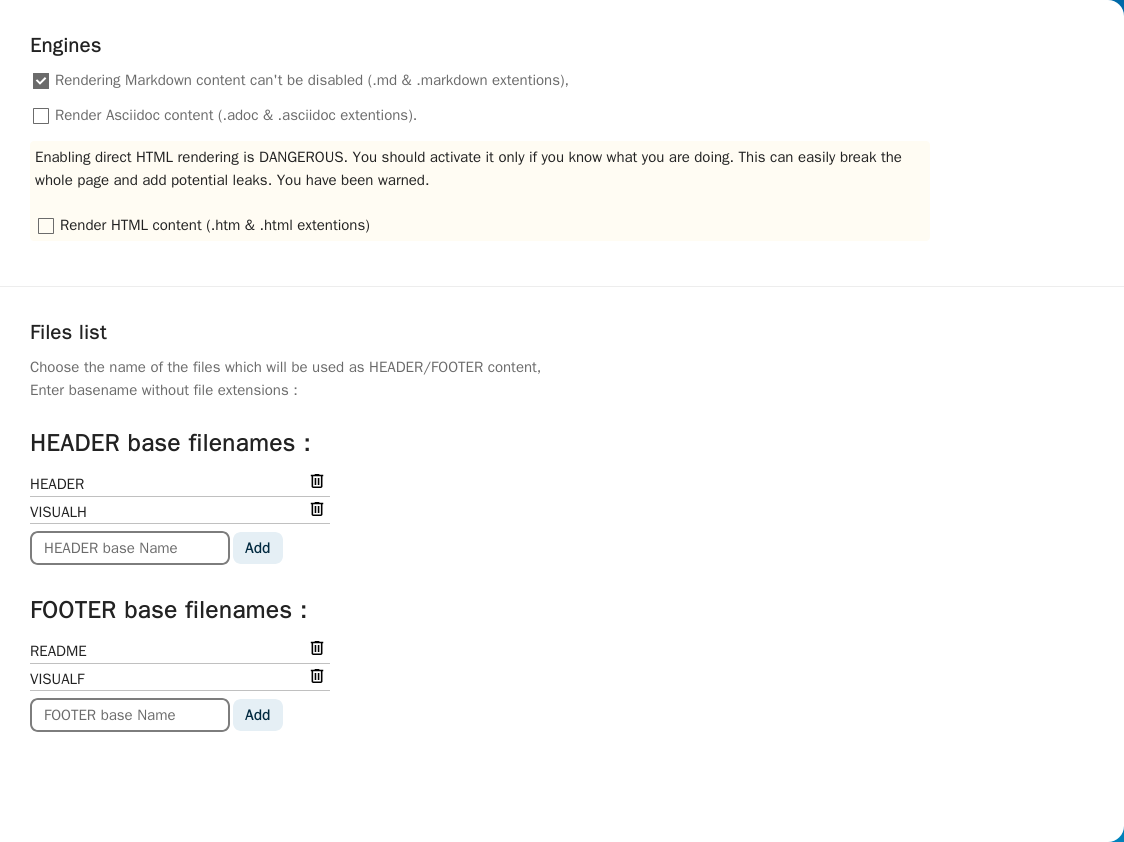 Engines
Rendering Markdown content can't be disabled (.md & .markdown extentions),
Render Asciidoc content (.adoc & .asciidoc extentions).
Enabling direct HTML rendering is DANGEROUS. You should activate it only if you know what you are doing. This can easily break the
whole page and add potential leaks. You have been warned.
Render HTML content (.htm & .html extentions)
Files list
Choose the name of the files which will be used as HEADER/FOOTER content,
Enter basename without file extensions :
HEADER base filenames :
HEADER
VISUALH
HEADER base Name Add
FOOTER base filenames :
README
VISUALF
FOOTER base Name Add